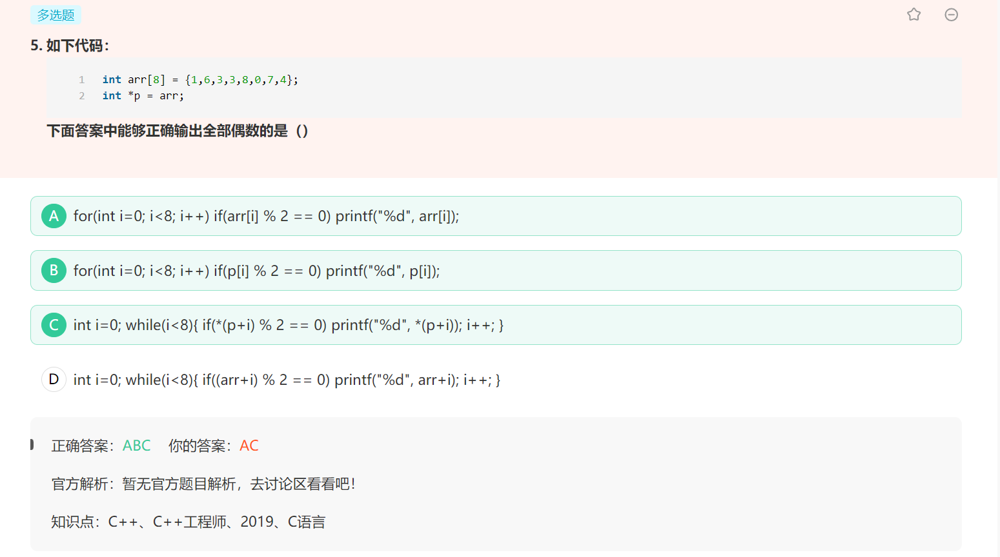 多选题
5. 如下代码：
1 int arr[8] = {1,6,3,3,8,0,7,4};
2 int *p = arr;
下面答案中能够正确输出全部偶数的是（）
A for(int i=0; i<8; i++) if(arr[i] % 2 == 0) printf("%d", arr[i]);
B for(int i=0; i<8; i++) if(p[i] % 2 == 0) printf("%d", p[i]);
C int i=0; while(i<8){ if(*(p+i) % 2 == 0) printf("%d", *(p+i)); i++; }
D int i=0; while(i<8){ if((arr+i) % 2 == 0) printf("%d", arr+i); i++; }
正确答案：ABC 你的答案：AC
官方解析：暂无官方题目解析，去讨论区看看吧！
知识点：C++、C++工程师、2019、C语言